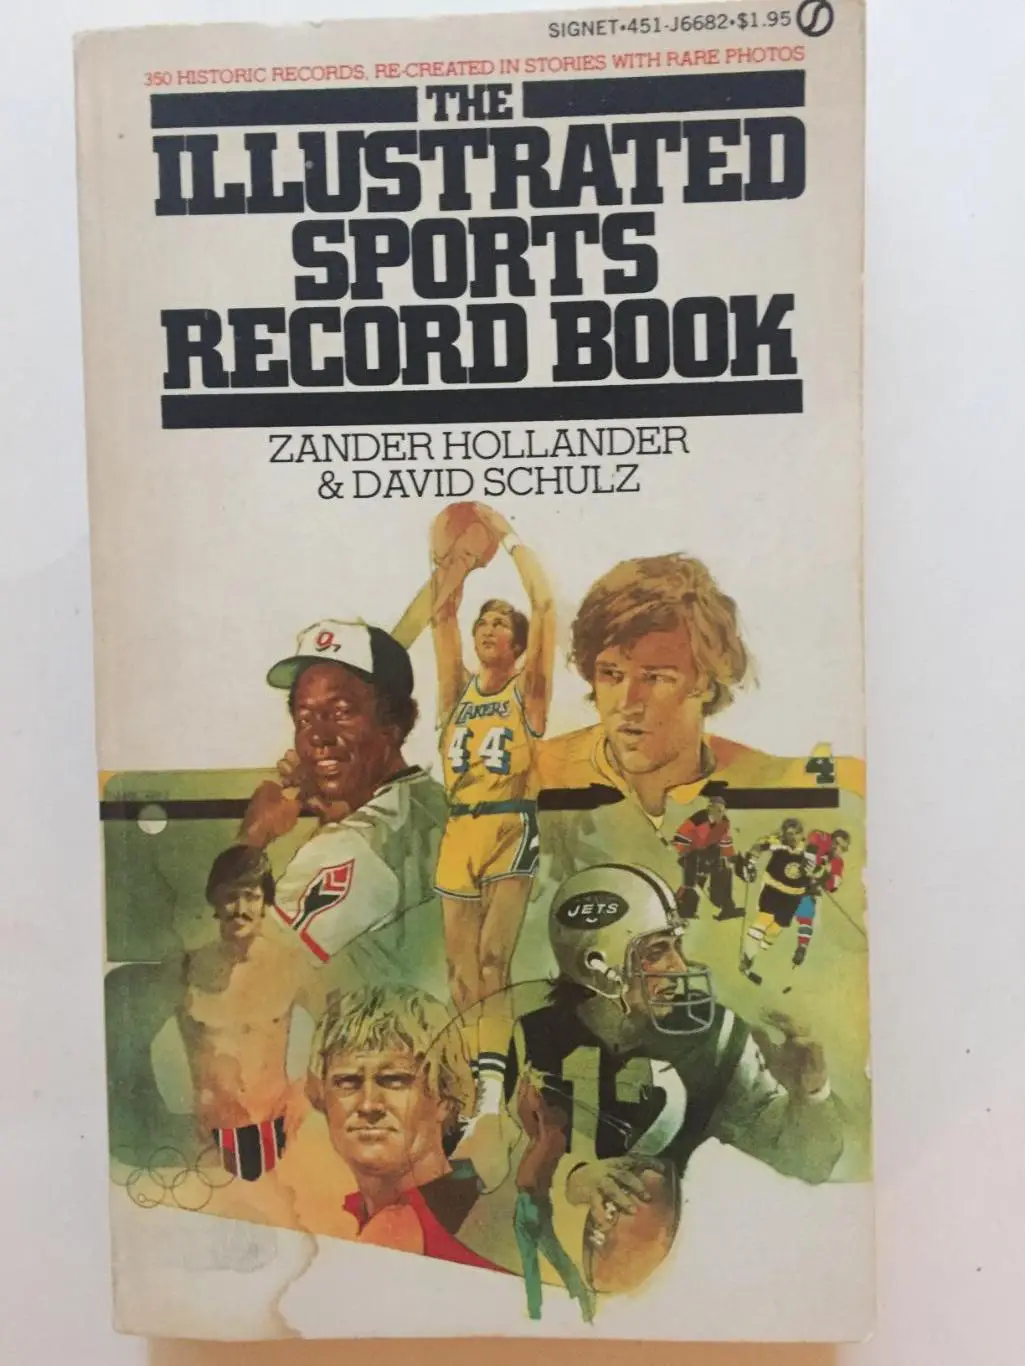 SIGNET•451-J6682•$1.95
350 HISTORIC RECORDS, RE-CREATED IN STORIES WITH RARE PHOTOS
THE
ILLUSTRATED
SPORTS
RECORD BOOK
ZANDER HOLLANDER
& DAVID SCHULZ
LAKERS
44
4
JETS
12